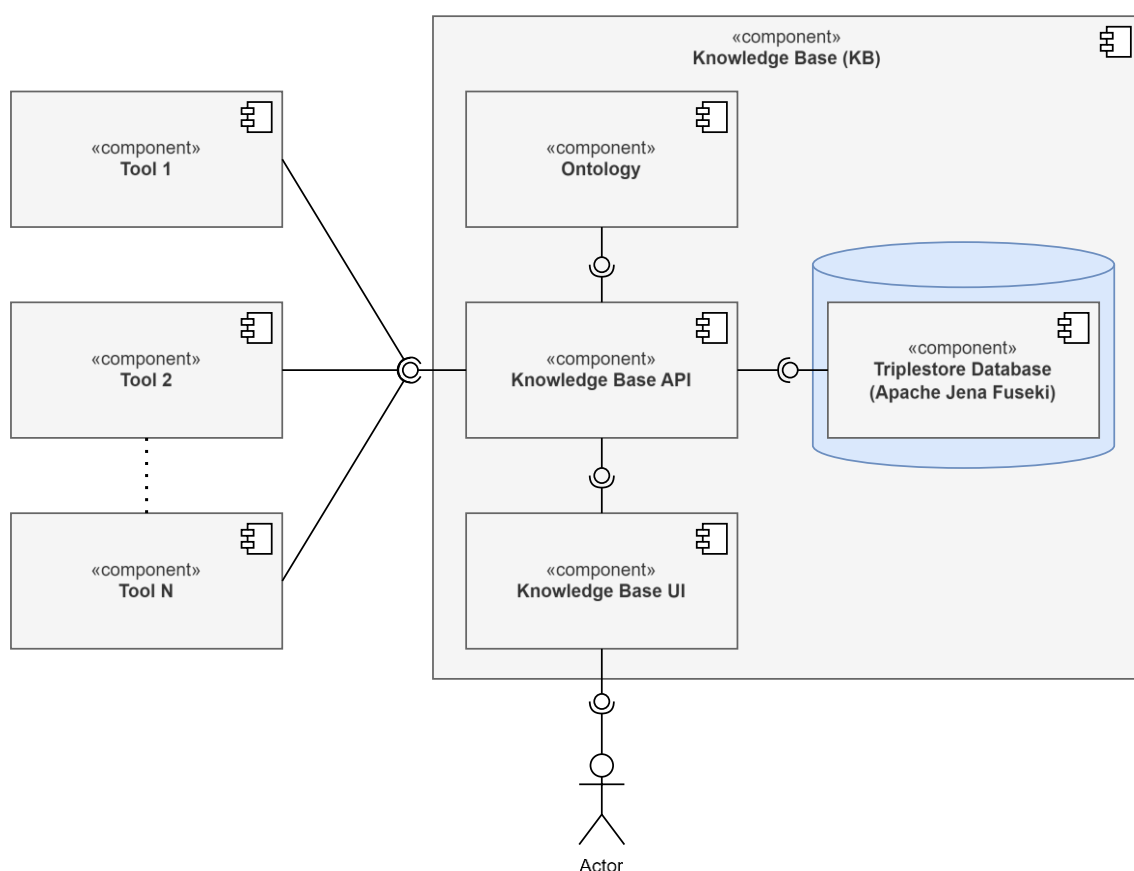 «component»
Knowledge Base (KB)
«component»
Tool 1
«component»
Ontology
«component»
Tool 2
«component»
Knowledge Base API
«component»
Triplestore Database
(Apache Jena Fuseki)
«component»
Tool N
«component»
Knowledge Base UI
Actor